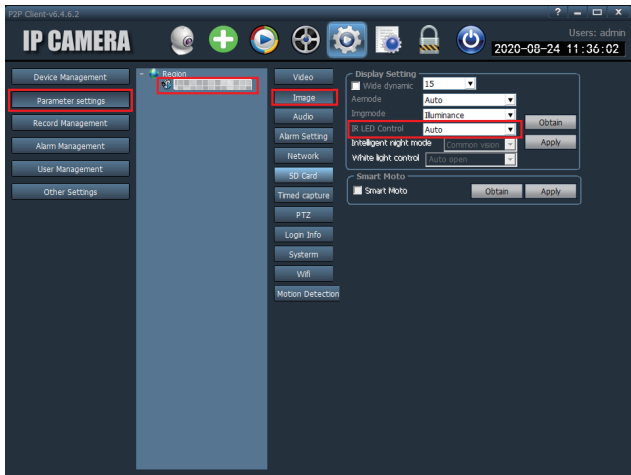 P2P Client-v6.4.6.2
IP CAMERA
Users: admin
2020-08-24 11:36:02
Device Management
Parameter settings
Record Management
Alarm Management
User Management
Other Settings
Region
Video
Image
Audio
Alarm Setting
Network
SD Card
Timed capture
PTZ
Login Info
Systerm
Wifi
Motion Detection
Display Setting
Wide dynamic 15
Aemode Auto
Imgmode Illuminance
IR LED Control Auto
Intelligent night mode Common vision
White light control Auto open
Obtain
Apply
Smart Moto
Smart Moto Obtain Apply